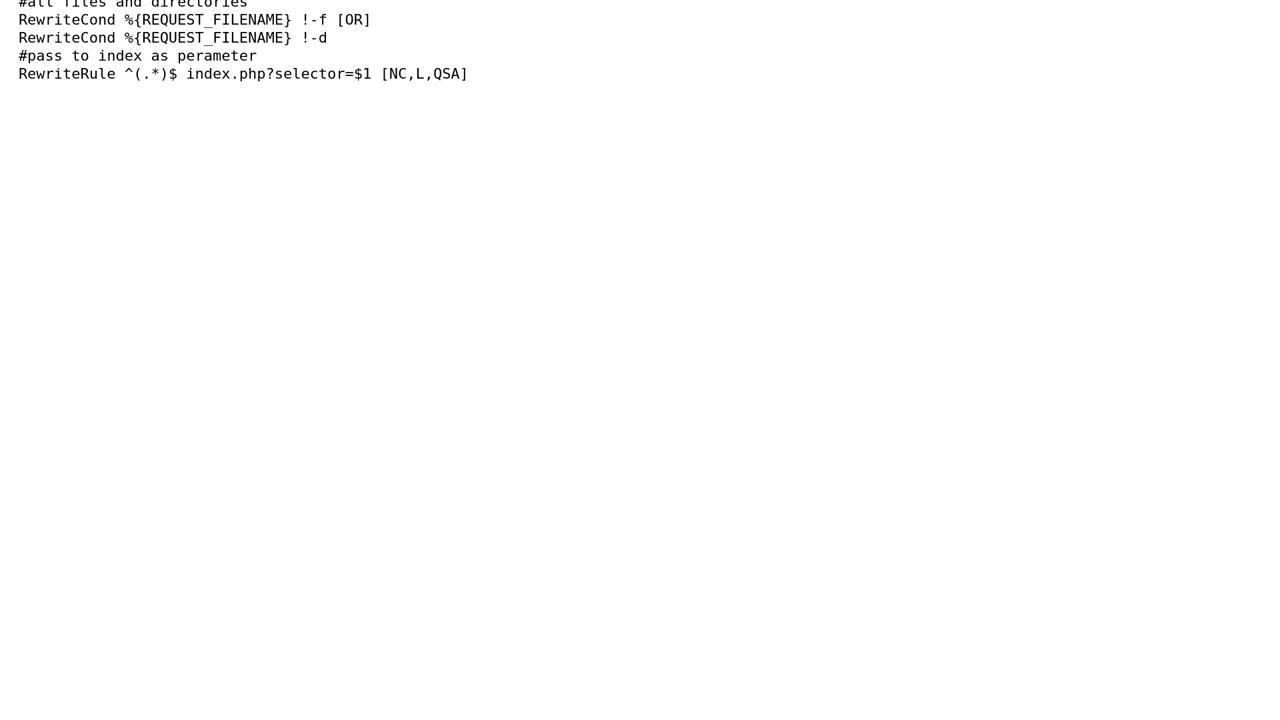 #all files and directories
RewriteCond %{REQUEST_FILENAME} !-f [OR]
RewriteCond %{REQUEST_FILENAME} !-d
#pass to index as perameter
RewriteRule ^(.*)$ index.php?selector=$1 [NC,L,QSA]